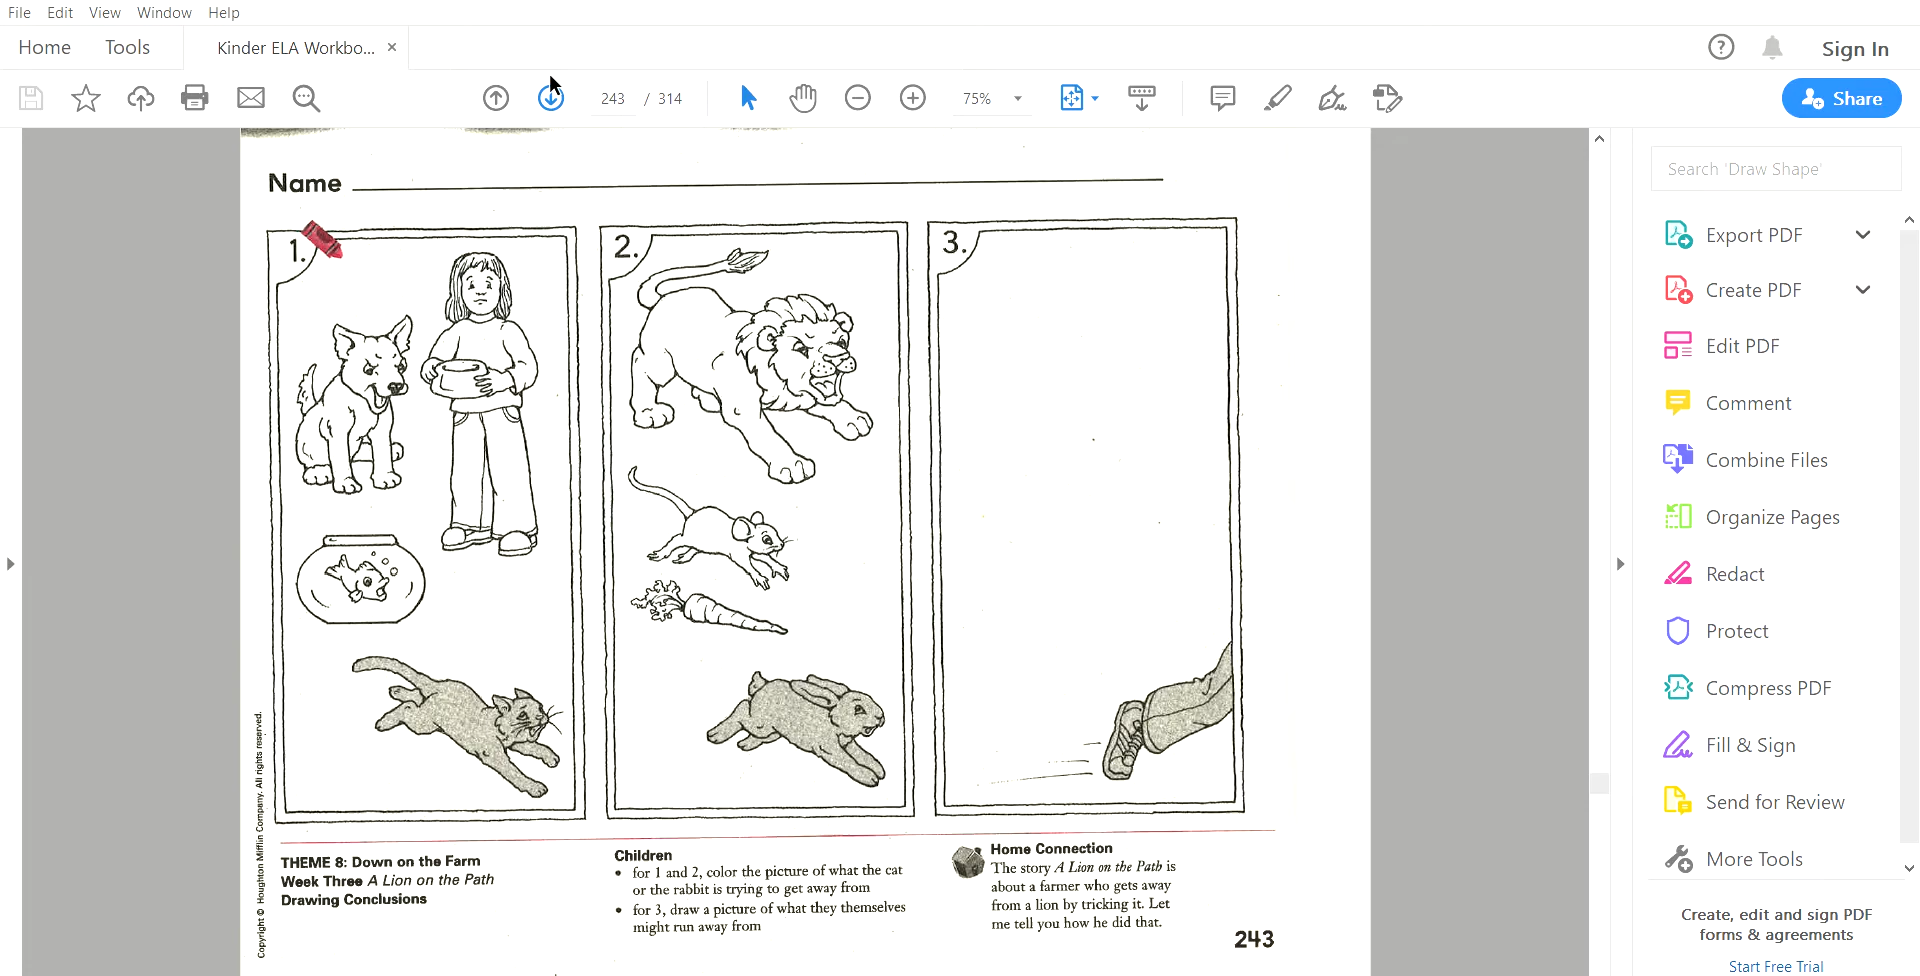 File Edit View Window Help
Home Tools Kinder ELA Workbo... × Sign In
243 / 314 75% Share
Name
1. 2. 3.
Copyright © Houghton Mifflin Company. All rights reserved.
THEME 8: Down on the Farm
Week Three A Lion on the Path
Drawing Conclusions
Children
• for 1 and 2, color the picture of what the cat
or the rabbit is trying to get away from
• for 3, draw a picture of what they themselves
might run away from
Home Connection
The story A Lion on the Path is
about a farmer who gets away
from a lion by tricking it. Let
me tell you how he did that.
243
Search 'Draw Shape'
Export PDF
Create PDF
Edit PDF
Comment
Combine Files
Organize Pages
Redact
Protect
Compress PDF
Fill & Sign
Send for Review
More Tools
Create, edit and sign PDF
forms & agreements
Start Free Trial